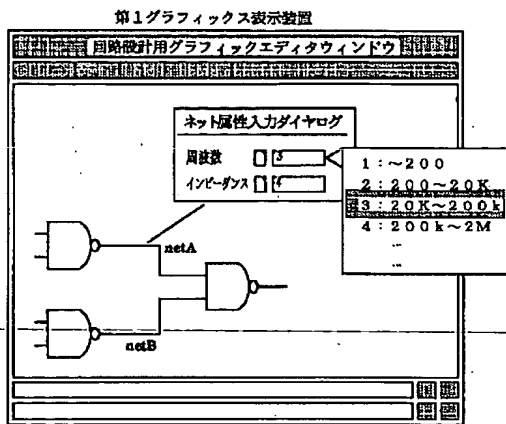 第1グラフィックス表示装置
回路設計用グラフィックエディタウィンドウ
ネット属性入力ダイヤログ
周波数 3
インピーダンス 4
1:~200
2:200~20K
3:20K~200k
4:200k~2M
…
…
netA
netB